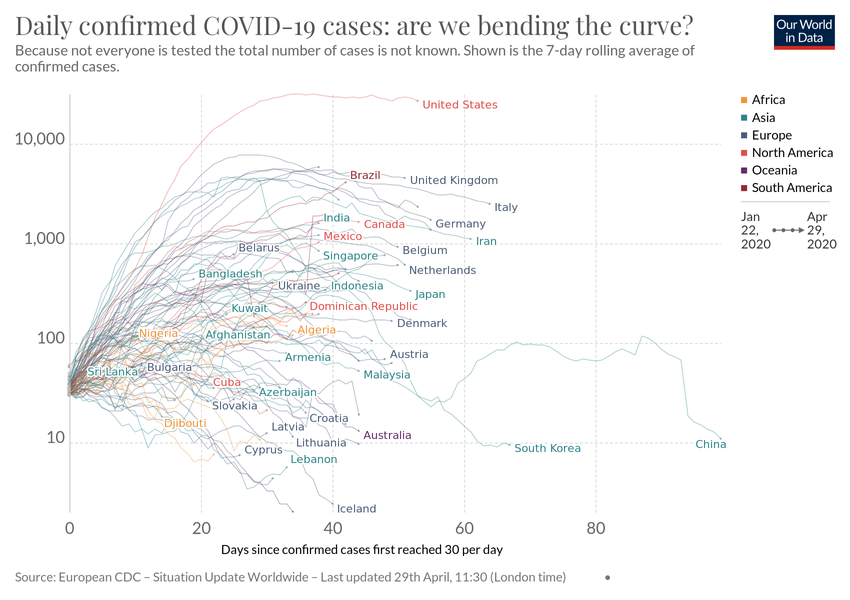 Daily confirmed COVID-19 cases: are we bending the curve?
Because not everyone is tested the total number of cases is not known. Shown is the 7-day rolling average of
confirmed cases.
Our World
in Data
Africa
Asia
Europe
North America
Oceania
South America
Jan
22,
2020
Apr
29,
2020
United States
10,000
Brazil
United Kingdom
Italy
India
Canada
Germany
Mexico
Iran
1,000
Belarus
Belgium
Singapore
Netherlands
Bangladesh
Ukraine
Indonesia
Japan
Kuwait
Dominican Republic
Denmark
Nigeria
Afghanistan
Algeria
100
Armenia
Austria
Sri Lanka
Bulgaria
Malaysia
Cuba
Azerbaijan
Slovakia
Croatia
Djibouti
Latvia
Australia
10
Lithuania
China
Cyprus
South Korea
Lebanon
Iceland
0
20
40
60
80
Days since confirmed cases first reached 30 per day
Source: European CDC – Situation Update Worldwide – Last updated 29th April, 11:30 (London time)